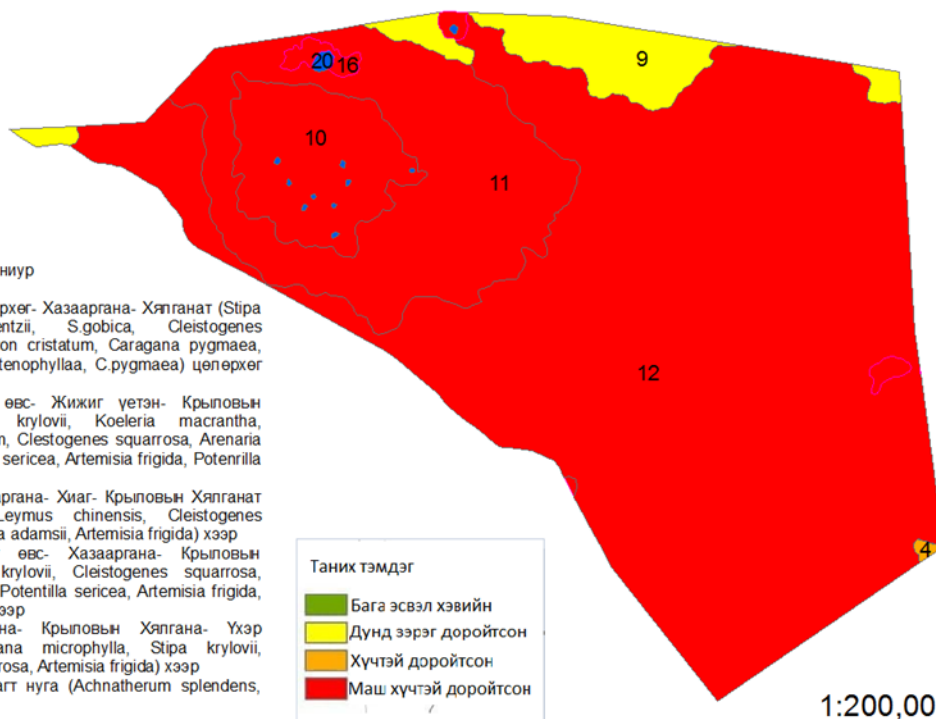 20
16
9
10
11
12
4
ниур
рхөг- Хазааргана- Хялганат (Stipa
entzii, S.gobica, Cleistogenes
on cristatum, Caragana pygmaea,
tenophyllaa, C.pygmaea) цөлөрхөг
өвс- Жижиг үетэн- Крыловын
krylovii, Koeleria macrantha,
n, Clestogenes squarrosa, Arenaria
sericea, Artemisia frigida, Potenrilla
аргана- Хиаг- Крыловын Хялганат
Leymus chinensis, Cleistogenes
a adamsii, Artemisia frigida) хээр
өвс- Хазааргана- Крыловын
krylovii, Cleistogenes squarrosa,
Potentilla sericea, Artemisia frigida,
ээр
на- Крыловын Хялгана- Үхэр
ana microphylla, Stipa krylovii,
rosa, Artemisia frigida) хээр
агт нуга (Achnatherum splendens,
Таних тэмдэг
Бага эсвэл хэвийн
Дунд зэрэг доройтсон
Хүчтэй доройтсон
Маш хүчтэй доройтсон
1:200,00